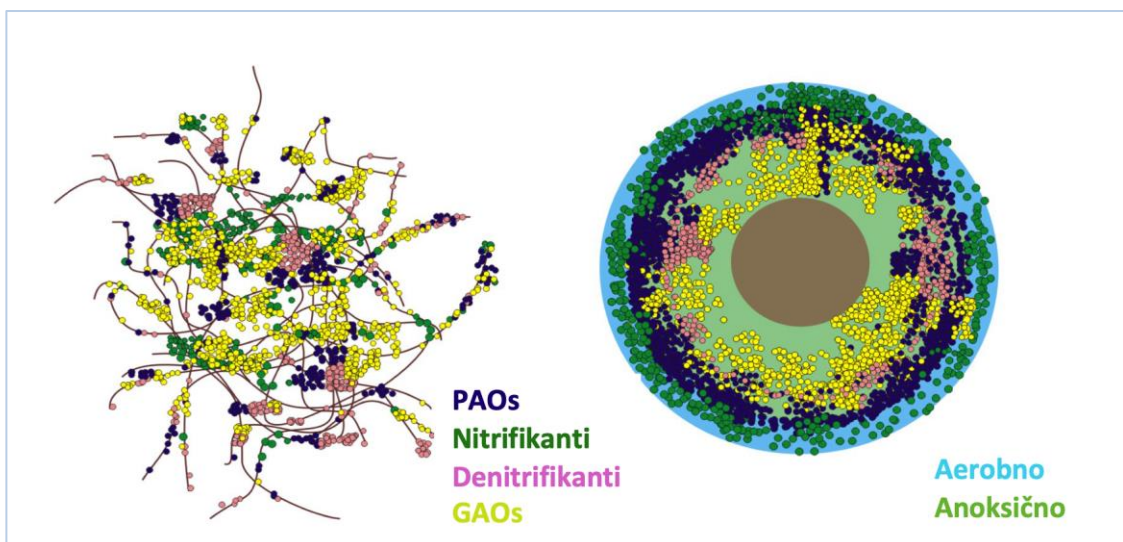 PAOs
Nitrifikanti
Denitrifikanti
GAOs
Aerobno
Anoksično